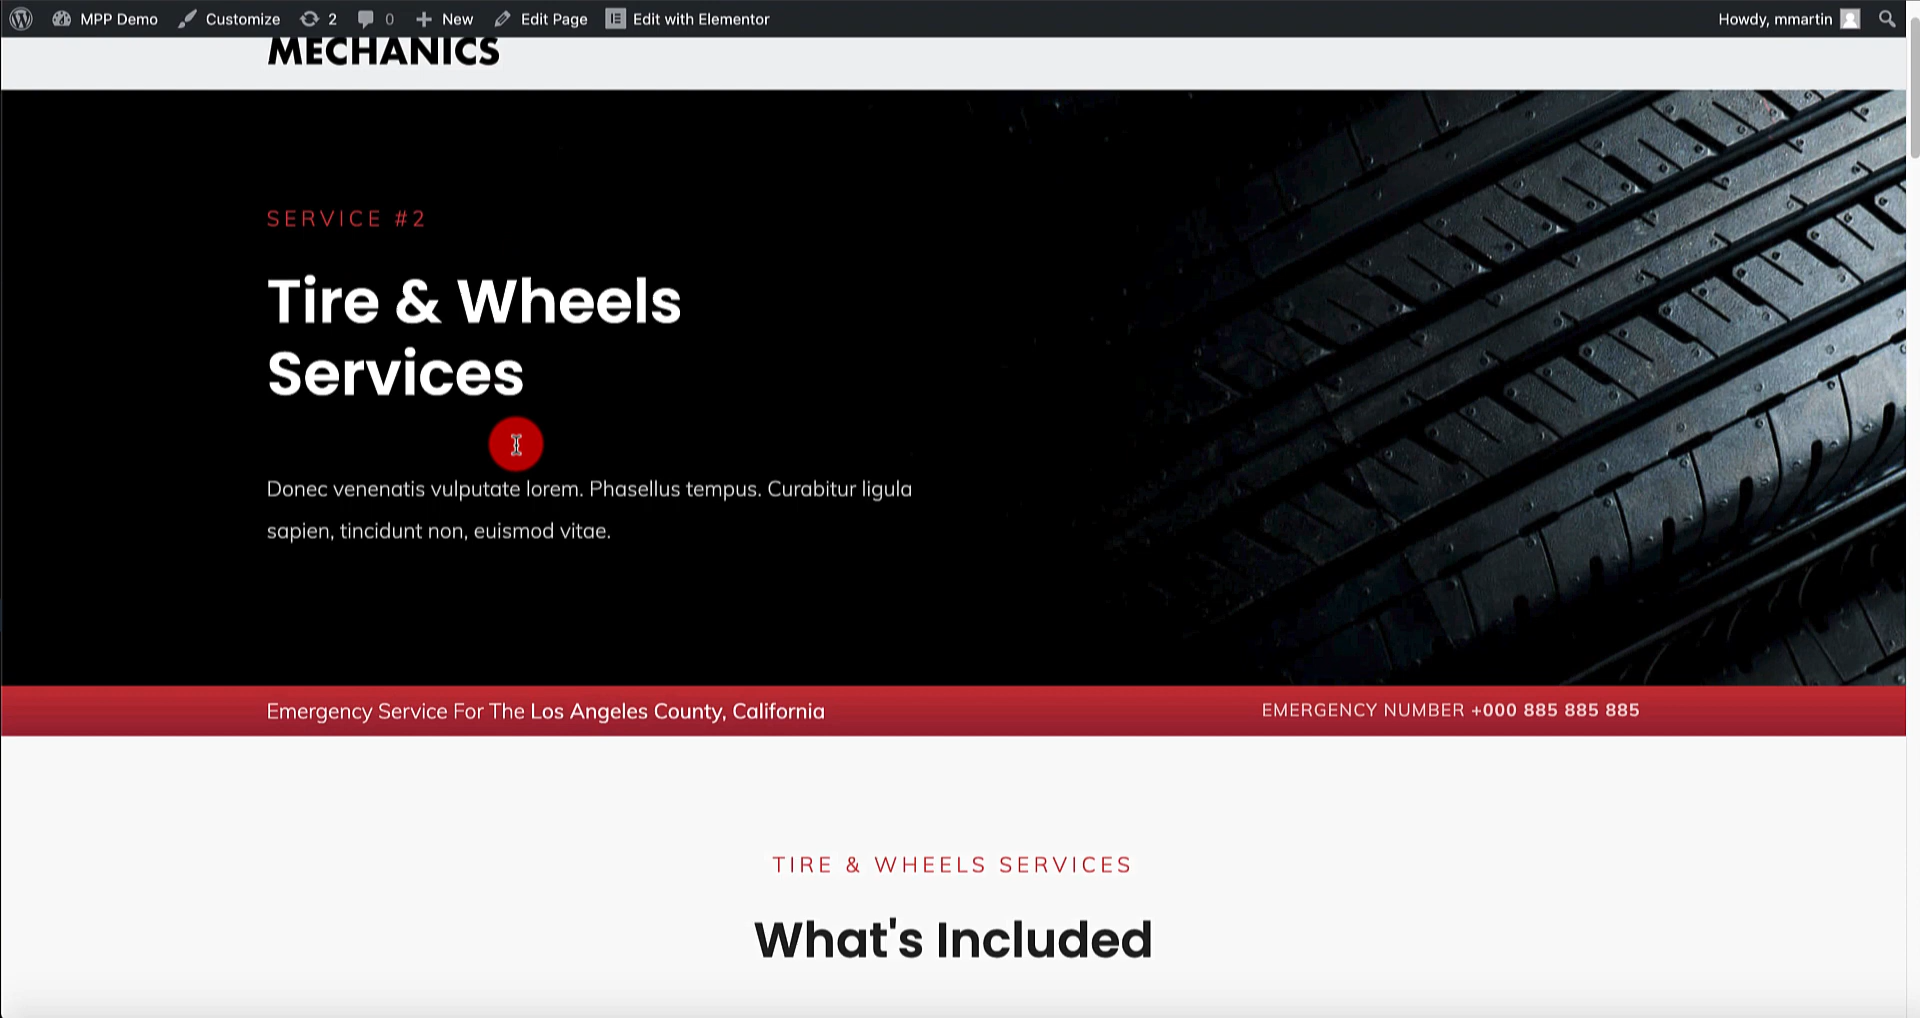 MPP Demo Customize 2 0 New Edit Page Edit with Elementor Howdy, mmartin
MECHANICS
SERVICE #2
Tire & Wheels
Services
Donec venenatis vulputate lorem. Phasellus tempus. Curabitur ligula
sapien, tincidunt non, euismod vitae.
Emergency Service For The Los Angeles County, California
EMERGENCY NUMBER +000 885 885 885
TIRE & WHEELS SERVICES
What's Included